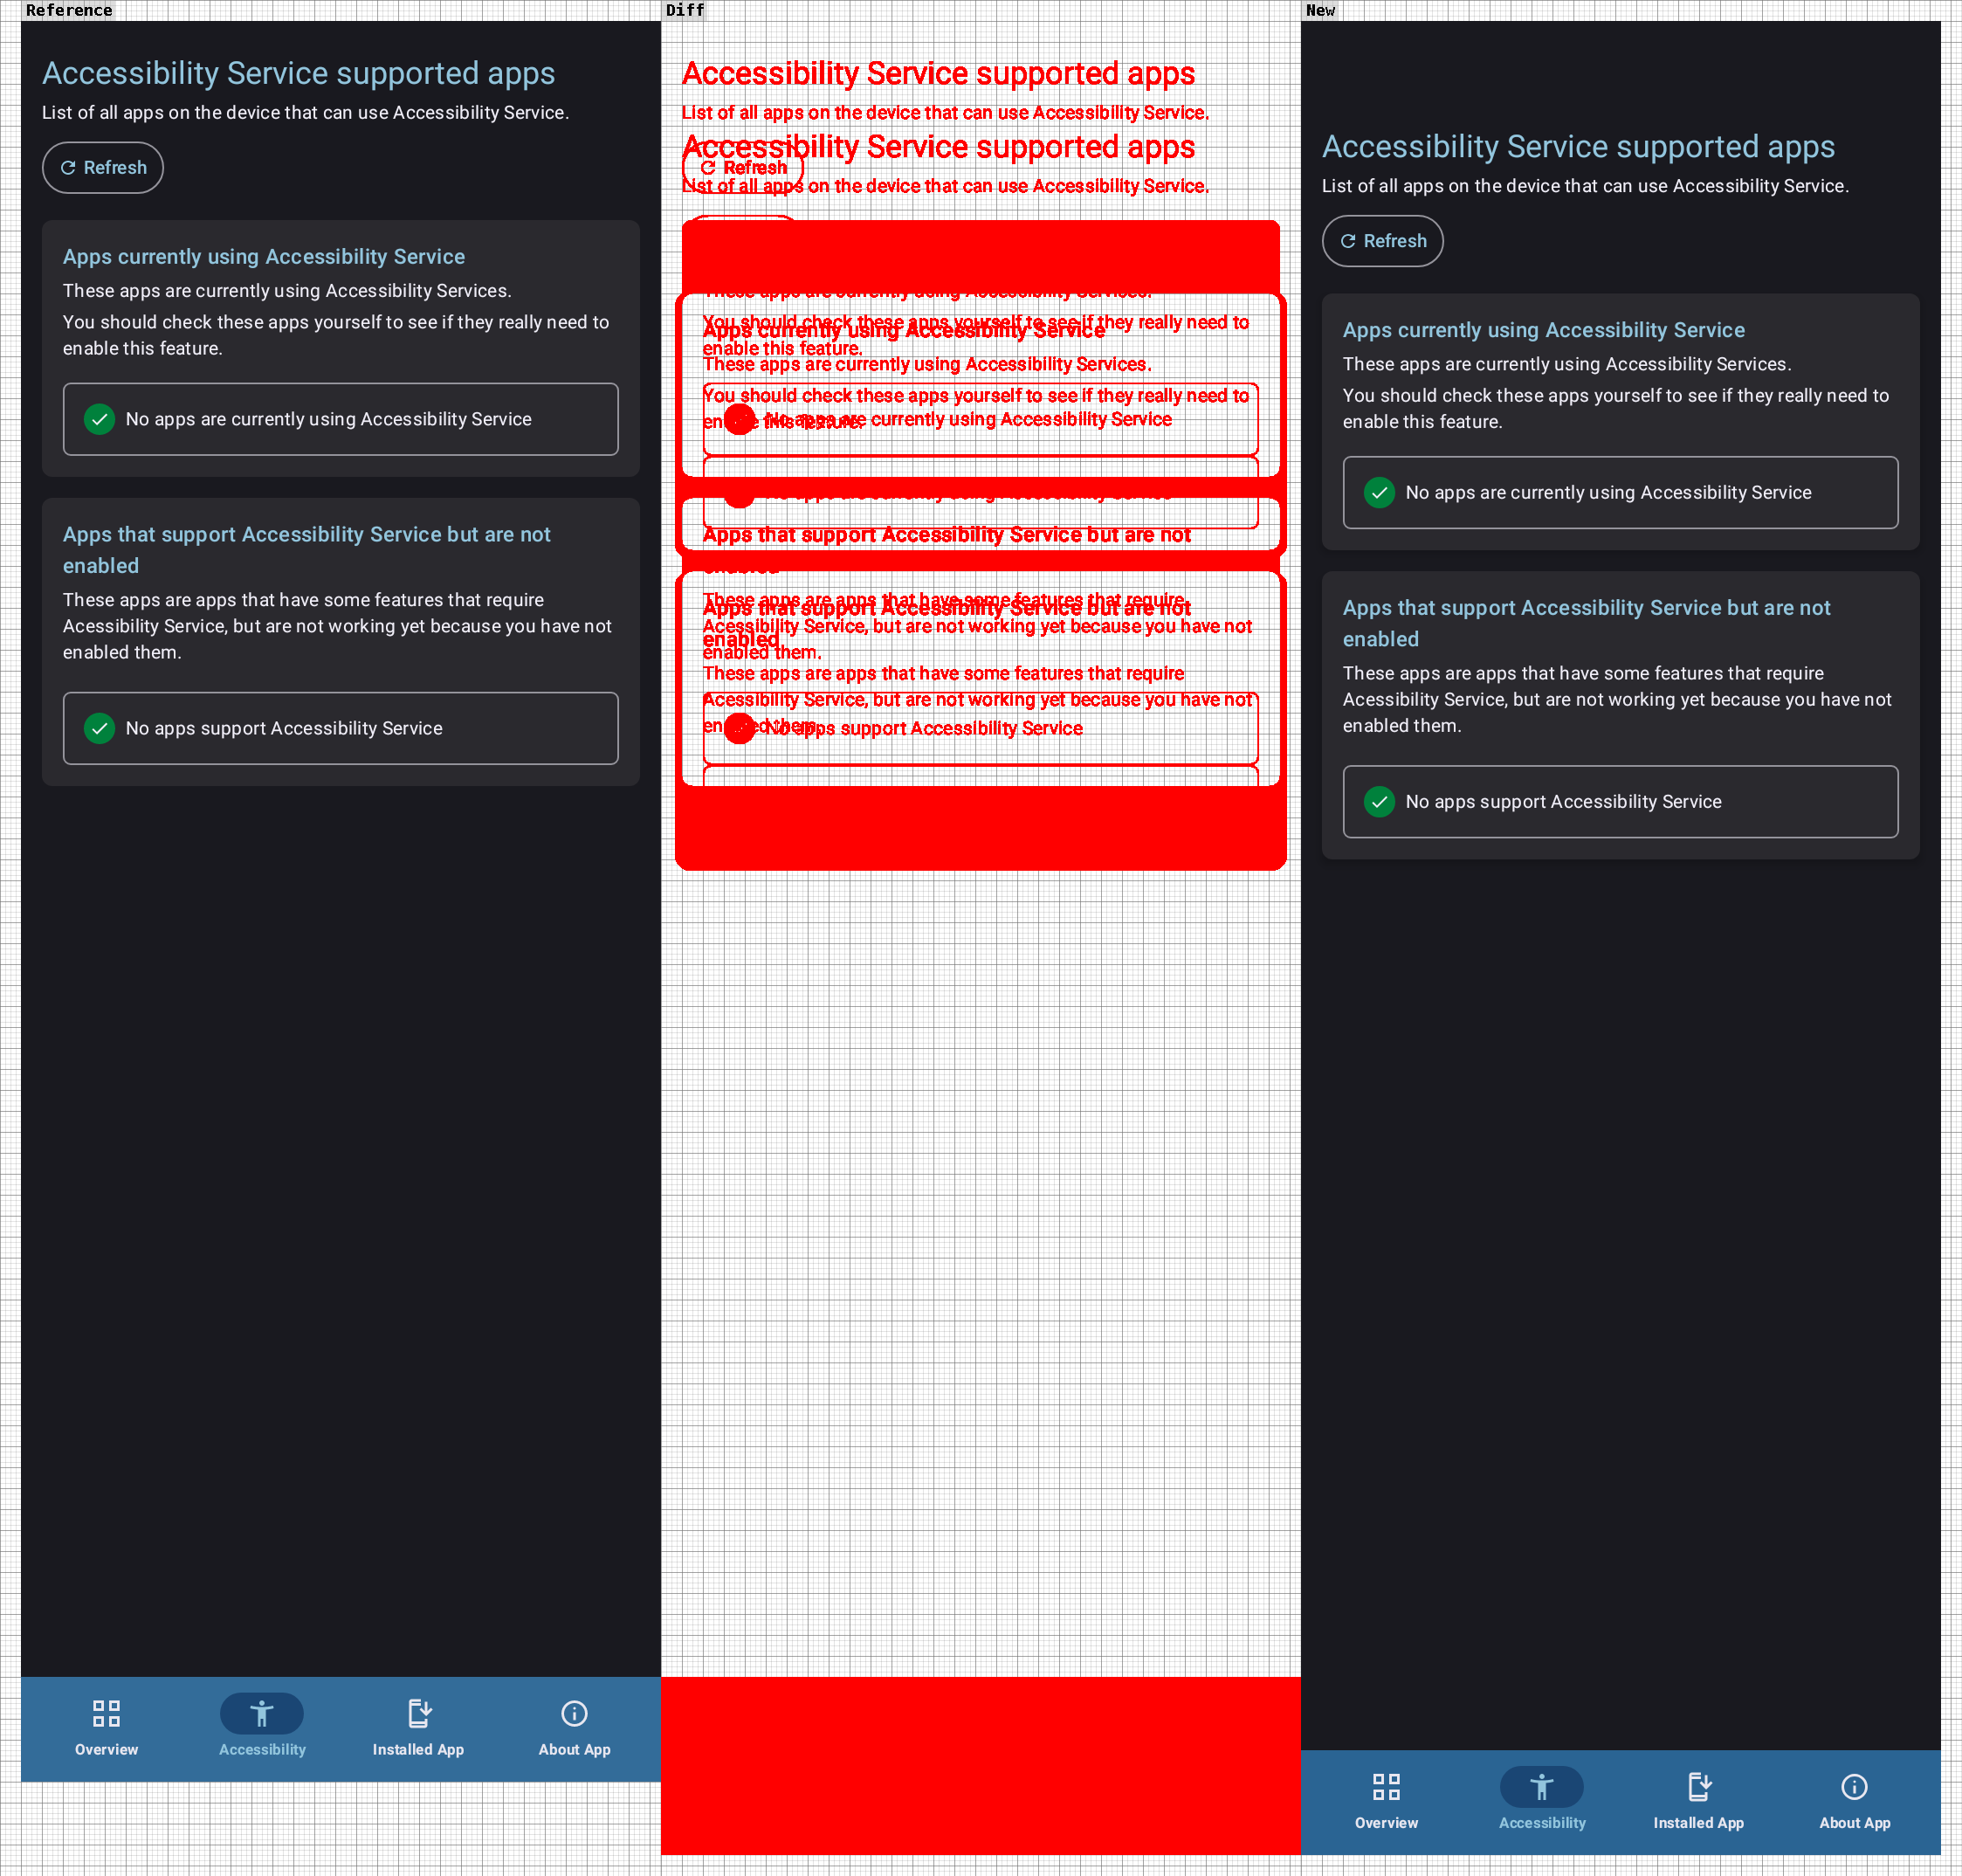 Reference
Accessibility Service supported apps
List of all apps on the device that can use Accessibility Service.
Refresh
Apps currently using Accessibility Service
These apps are currently using Accessibility Services.
You should check these apps yourself to see if they really need to
enable this feature.
No apps are currently using Accessibility Service
Apps that support Accessibility Service but are not
enabled
These apps are apps that have some features that require
Acessibility Service, but are not working yet because you have not
enabled them.
No apps support Accessibility Service
Overview
Accessibility
Installed App
About App
Diff
Accessibility Service supported apps
List of all apps on the device that can use Accessibility Service.
Accessibility Service supported apps
Refresh
List of all apps on the device that can use Accessibility Service.
These apps are currently using Accessibility Services.
You should check these apps yourself to see if they really need to
Apps currently using Accessibility Service
enable this feature.
These apps are currently using Accessibility Services.
You should check these apps yourself to see if they really need to
No apps are currently using Accessibility Service
enable this feature.
No apps are currently using Accessibility Service
Apps that support Accessibility Service but are not
enabled
These apps are apps that have some features that require
Apps that support Accessibility Service but are not
Acessibility Service, but are not working yet because you have not
enabled
enabled them.
These apps are apps that have some features that require
Acessibility Service, but are not working yet because you have not
enabled them.
No apps support Accessibility Service
New
Accessibility Service supported apps
List of all apps on the device that can use Accessibility Service.
Refresh
Apps currently using Accessibility Service
These apps are currently using Accessibility Services.
You should check these apps yourself to see if they really need to
enable this feature.
No apps are currently using Accessibility Service
Apps that support Accessibility Service but are not
enabled
These apps are apps that have some features that require
Acessibility Service, but are not working yet because you have not
enabled them.
No apps support Accessibility Service
Overview
Accessibility
Installed App
About App